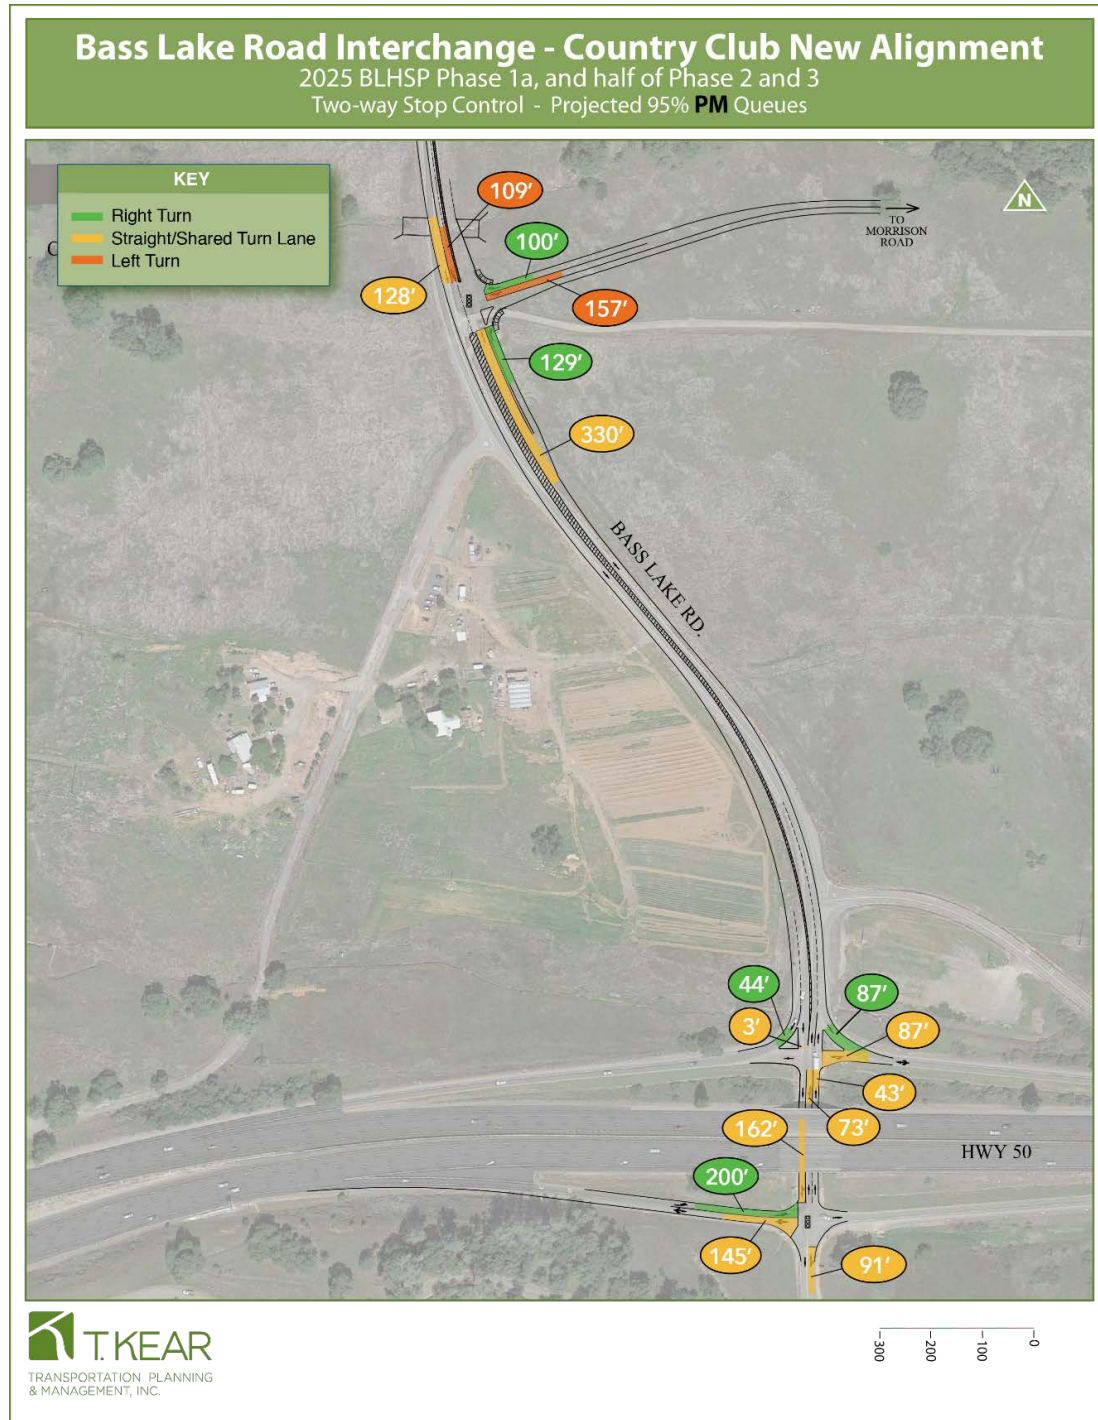 Bass Lake Road Interchange - Country Club New Alignment
2025 BLHSP Phase 1a, and half of Phase 2 and 3
Two-way Stop Control - Projected 95% PM Queues
KEY
Right Turn
Straight/Shared Turn Lane
Left Turn
109'
100'
TO
MORRISON
ROAD
N
C
128'
157'
129'
330'
BASS LAKE RD.
44'
87'
3'
87'
43'
162'
73'
HWY 50
200'
145'
91'
T.KEAR
TRANSPORTATION PLANNING
& MANAGEMENT, INC.
-300
-200
-100
-0